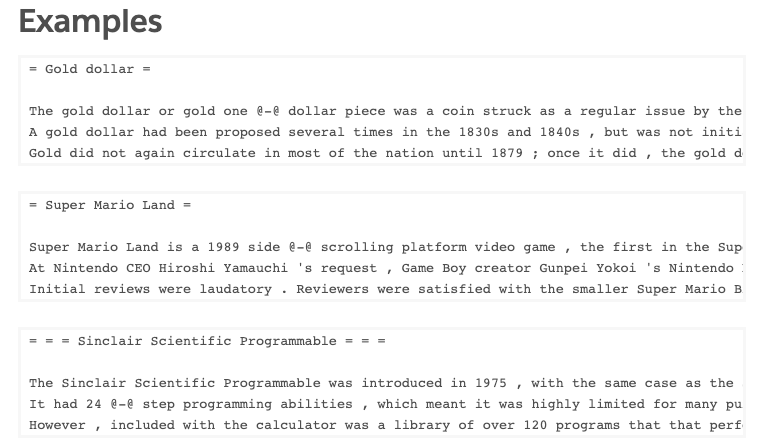 Examples
= Gold dollar =
The gold dollar or gold one @-@ dollar piece was a coin struck as a regular issue by the
A gold dollar had been proposed several times in the 1830s and 1840s , but was not initi
Gold did not again circulate in most of the nation until 1879 ; once it did , the gold d
= Super Mario Land =
Super Mario Land is a 1989 side @-@ scrolling platform video game , the first in the Sup
At Nintendo CEO Hiroshi Yamauchi 's request , Game Boy creator Gunpei Yokoi 's Nintendo
Initial reviews were laudatory . Reviewers were satisfied with the smaller Super Mario B
= = = Sinclair Scientific Programmable = = =
The Sinclair Scientific Programmable was introduced in 1975 , with the same case as the
It had 24 @-@ step programming abilities , which meant it was highly limited for many pu
However , included with the calculator was a library of over 120 programs that that perf